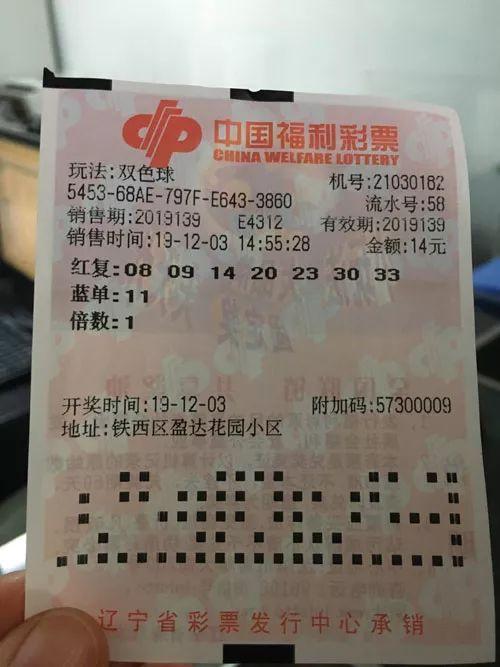 中国福利彩票
CHINA WELFARE LOTTERY
玩法:双色球 机号:21030182
5453-68AE-797F-E643-3860 流水号:58
销售期:2019139 E4312 有效期:2019139
销售时间:19-12-03 14:55:28 金额:14元
红复:08 09 14 20 23 30 33
蓝单:11
倍数:1
开奖时间:19-12-03 附加码:57300009
地址:铁西区盈达花园小区
辽宁省彩票发行中心承销